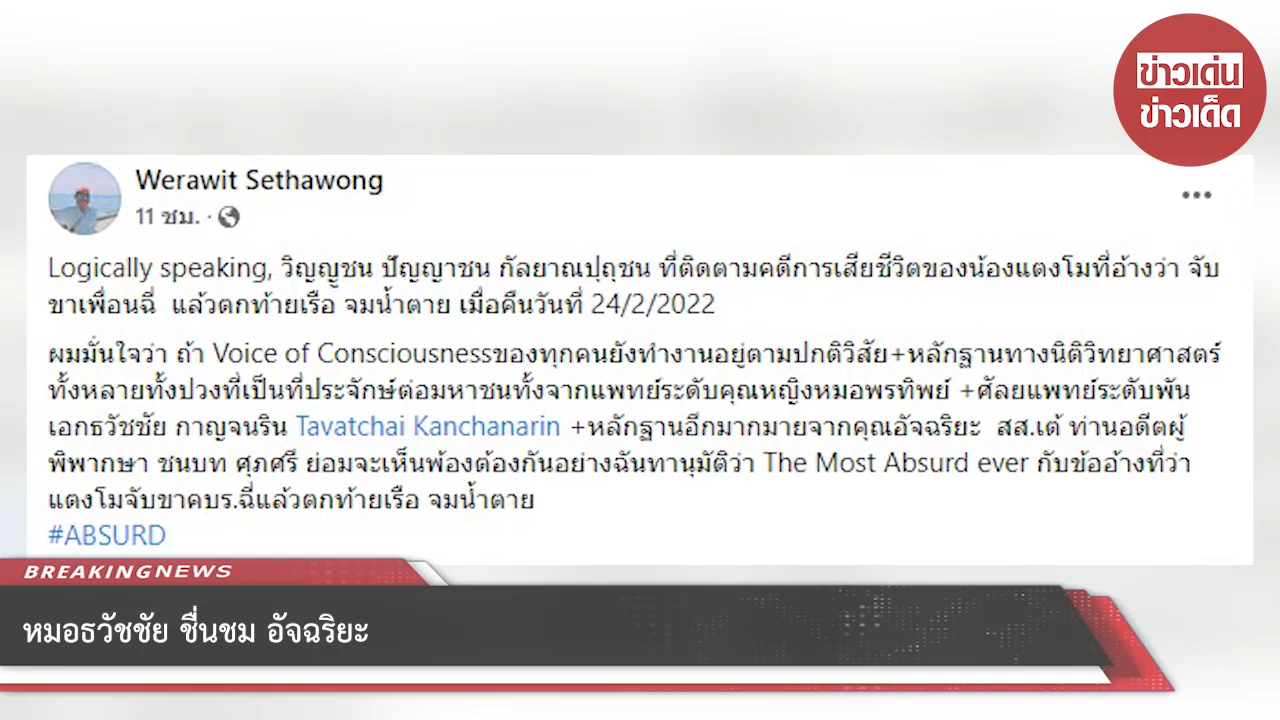 ข่าวเด่น
ข่าวเด็ด
Werawit Sethawong
11 ชม. ·
Logically speaking, วิญญูชน ปัญญาชน กัลยาณปุถุชน ที่ติดตามคดีการเสียชีวิตของน้องแตงโมที่อ้างว่า จับ
ขาเพื่อนฉี่ แล้วตกท้ายเรือ จมน้ำตาย เมื่อคืนวันที่ 24/2/2022
ผมมั่นใจว่า ถ้า Voice of Consciousnessของทุกคนยังทำงานอยู่ตามปกติวิสัย+หลักฐานทางนิติวิทยาศาสตร์
ทั้งหลายทั้งปวงที่เป็นที่ประจักษ์ต่อมหาชนทั้งจากแพทย์ระดับคุณหญิงหมอพรทิพย์ +ศัลยแพทย์ระดับพัน
เอกธวัชชัย กาญจนริน Tavatchai Kanchanarin +หลักฐานอีกมากมายจากคุณอัจฉริยะ สส.เต้ ท่านอดีตผู้
พิพากษา ชนบท ศุภศรี ย่อมจะเห็นพ้องต้องกันอย่างฉันทานุมัติว่า The Most Absurd ever กับข้ออ้างที่ว่า
แตงโมจับขาคบร.ฉี่แล้วตกท้ายเรือ จมน้ำตาย
#ABSURD
BREAKINGNEWS
หมอธวัชชัย ชื่นชม อัจฉริยะ